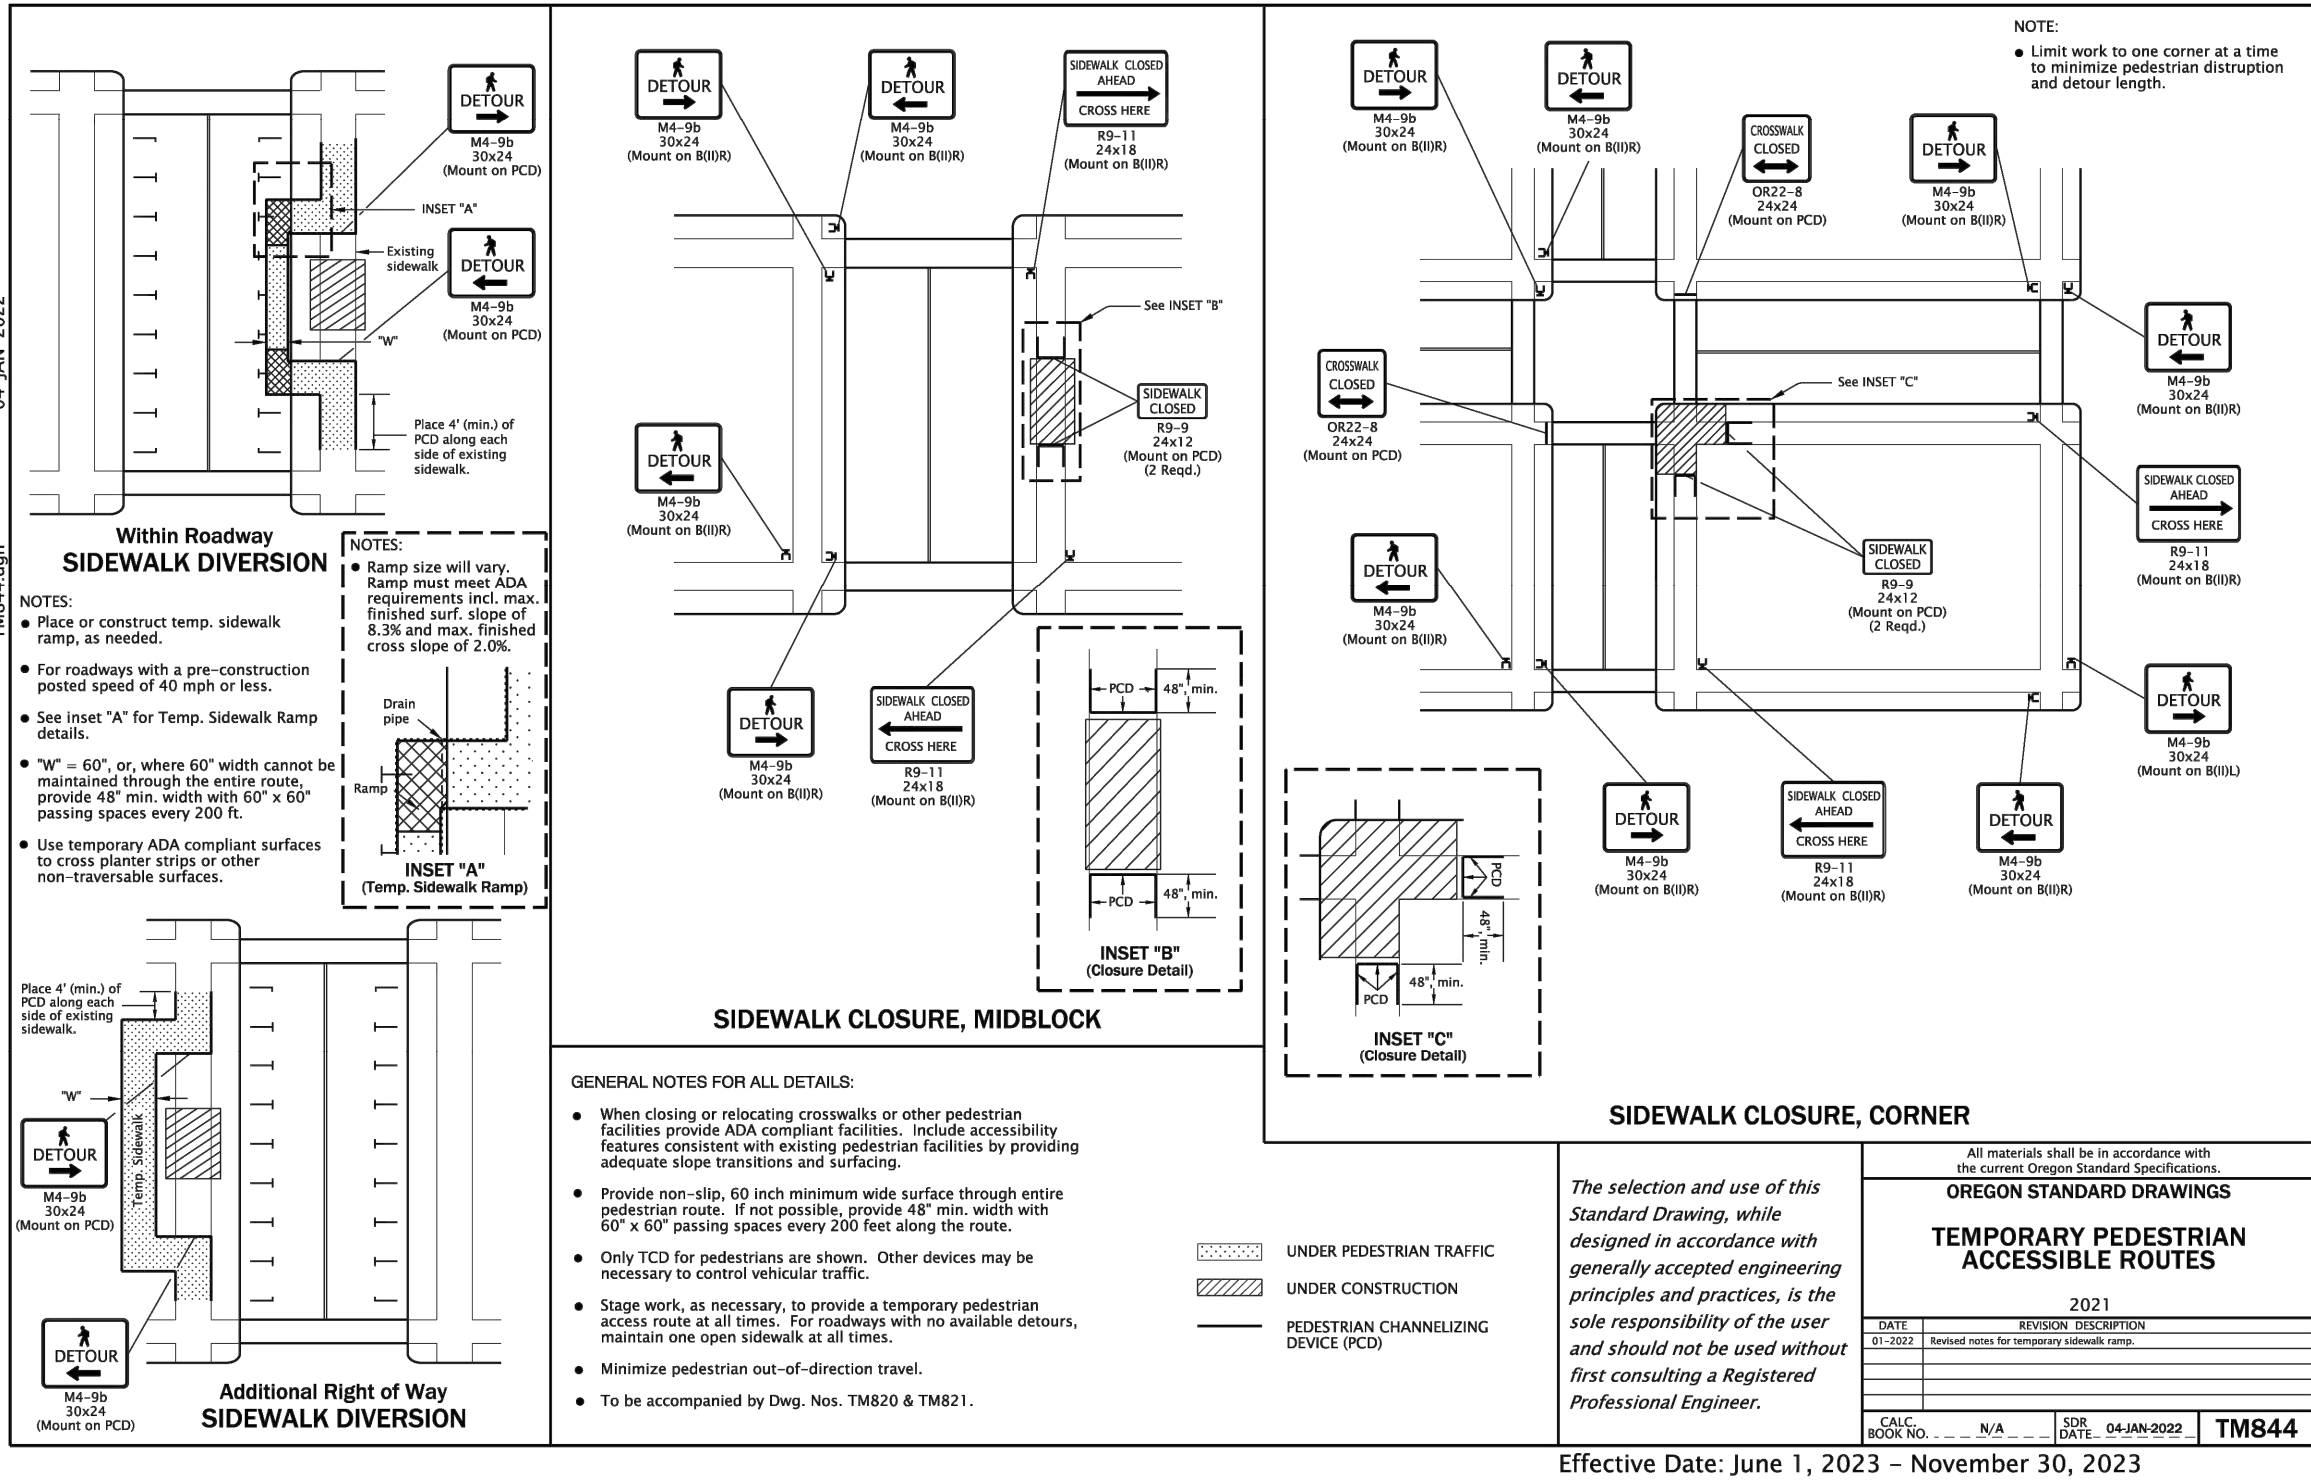 DETOUR
M4-9b
30x24
(Mount on PCD)
INSET "A"
Existing
sidewalk
DETOUR
M4-9b
30x24
(Mount on PCD)
"W"
Place 4' (min.) of
PCD along each
side of existing
sidewalk.
Within Roadway
SIDEWALK DIVERSION
NOTES:
● Place or construct temp. sidewalk
ramp, as needed.
● For roadways with a pre-construction
posted speed of 40 mph or less.
● See inset "A" for Temp. Sidewalk Ramp
details.
● "W" = 60", or, where 60" width cannot be
maintained through the entire route,
provide 48" min. width with 60" x 60"
passing spaces every 200 ft.
● Use temporary ADA compliant surfaces
to cross planter strips or other
non-traversable surfaces.
NOTES:
● Ramp size will vary.
Ramp must meet ADA
requirements incl. max.
finished surf. slope of
8.3% and max. finished
cross slope of 2.0%.
Drain
pipe
Ramp
INSET "A"
(Temp. Sidewalk Ramp)
Place 4' (min.) of
PCD along each
side of existing
sidewalk.
"W"
Temp. Sidewalk
DETOUR
M4-9b
30x24
(Mount on PCD)
DETOUR
M4-9b
30x24
(Mount on PCD)
Additional Right of Way
SIDEWALK DIVERSION
DETOUR
M4-9b
30x24
(Mount on B(II)R)
DETOUR
M4-9b
30x24
(Mount on B(II)R)
SIDEWALK CLOSED
AHEAD
CROSS HERE
R9-11
24x18
(Mount on B(II)R)
See INSET "B"
SIDEWALK
CLOSED
R9-9
24x12
(Mount on PCD)
(2 Reqd.)
DETOUR
M4-9b
30x24
(Mount on B(II)R)
DETOUR
M4-9b
30x24
(Mount on B(II)R)
SIDEWALK CLOSED
AHEAD
CROSS HERE
R9-11
24x18
(Mount on B(II)R)
PCD
48", min.
PCD
48", min.
INSET "B"
(Closure Detail)
SIDEWALK CLOSURE, MIDBLOCK
GENERAL NOTES FOR ALL DETAILS:
● When closing or relocating crosswalks or other pedestrian
facilities provide ADA compliant facilities. Include accessibility
features consistent with existing pedestrian facilities by providing
adequate slope transitions and surfacing.
● Provide non-slip, 60 inch minimum wide surface through entire
pedestrian route. If not possible, provide 48" min. width with
60" x 60" passing spaces every 200 feet along the route.
● Only TCD for pedestrians are shown. Other devices may be
necessary to control vehicular traffic.
● Stage work, as necessary, to provide a temporary pedestrian
access route at all times. For roadways with no available detours,
maintain one open sidewalk at all times.
● Minimize pedestrian out-of-direction travel.
● To be accompanied by Dwg. Nos. TM820 & TM821.
UNDER PEDESTRIAN TRAFFIC
UNDER CONSTRUCTION
PEDESTRIAN CHANNELIZING
DEVICE (PCD)
NOTE:
● Limit work to one corner at a time
to minimize pedestrian distruption
and detour length.
DETOUR
M4-9b
30x24
(Mount on B(II)R)
DETOUR
M4-9b
30x24
(Mount on B(II)R)
CROSSWALK
CLOSED
OR22-8
24x24
(Mount on PCD)
DETOUR
M4-9b
30x24
(Mount on B(II)R)
DETOUR
M4-9b
30x24
(Mount on B(II)R)
CROSSWALK
CLOSED
OR22-8
24x24
(Mount on PCD)
See INSET "C"
SIDEWALK CLOSED
AHEAD
CROSS HERE
R9-11
24x18
(Mount on B(II)R)
SIDEWALK
CLOSED
R9-9
24x12
(Mount on PCD)
(2 Reqd.)
DETOUR
M4-9b
30x24
(Mount on B(II)R)
DETOUR
M4-9b
30x24
(Mount on B(II)L)
DETOUR
M4-9b
30x24
(Mount on B(II)R)
SIDEWALK CLOSED
AHEAD
CROSS HERE
R9-11
24x18
(Mount on B(II)R)
DETOUR
M4-9b
30x24
(Mount on B(II)R)
PCD
48", min.
PCD
48", min.
INSET "C"
(Closure Detail)
SIDEWALK CLOSURE, CORNER
The selection and use of this
Standard Drawing, while
designed in accordance with
generally accepted engineering
principles and practices, is the
sole responsibility of the user
and should not be used without
first consulting a Registered
Professional Engineer.
All materials shall be in accordance with
the current Oregon Standard Specifications.
OREGON STANDARD DRAWINGS
TEMPORARY PEDESTRIAN
ACCESSIBLE ROUTES
2021
DATE REVISION DESCRIPTION
01-2022 Revised notes for temporary sidewalk ramp.
CALC.
BOOK NO. N/A
SDR
DATE 04-JAN-2022
TM844
Effective Date: June 1, 2023 – November 30, 2023